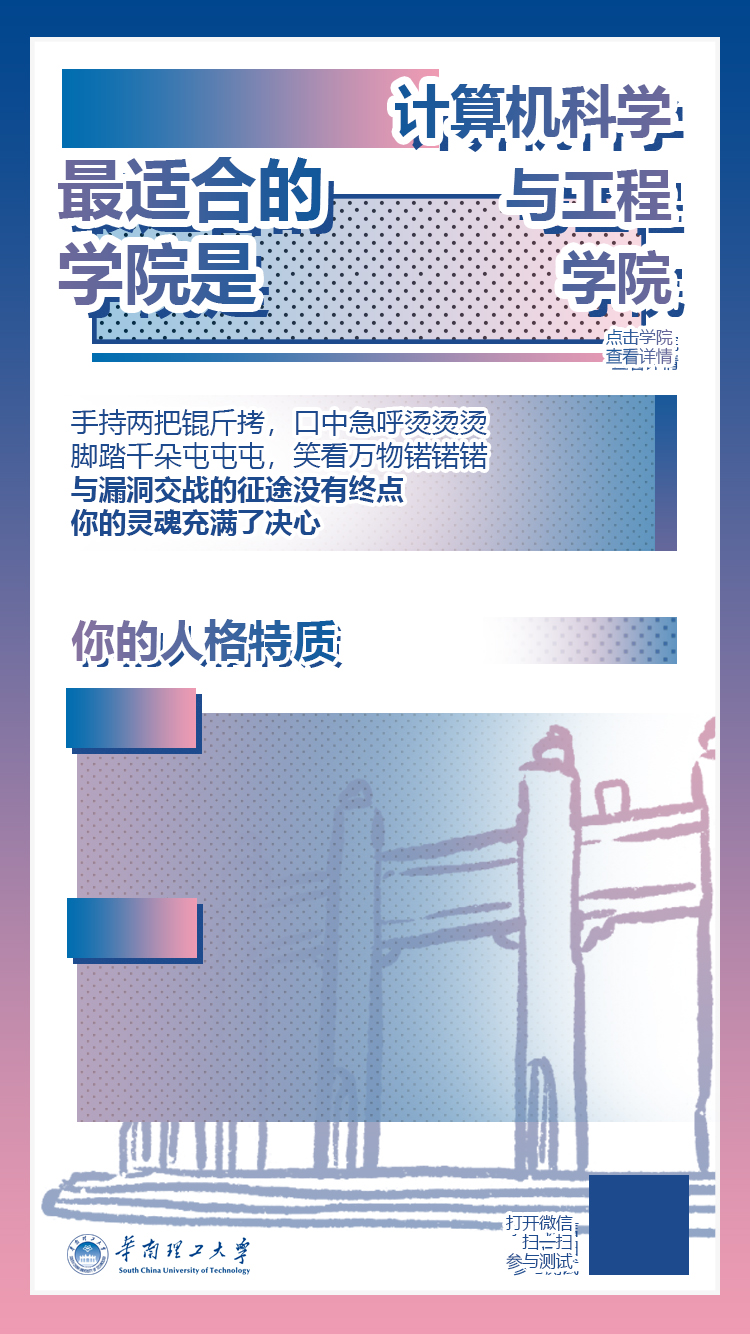 计算机科学
与工程
学院
最适合的
学院是
点击学院
查看详情
手持两把锟斤拷，口中急呼烫烫烫
脚踏千朵屯屯屯，笑看万物锘锘锘
与漏洞交战的征途没有终点
你的灵魂充满了决心
你的人格特质
华南理工大学
South China University of Technology
打开微信
扫一扫
参与测试